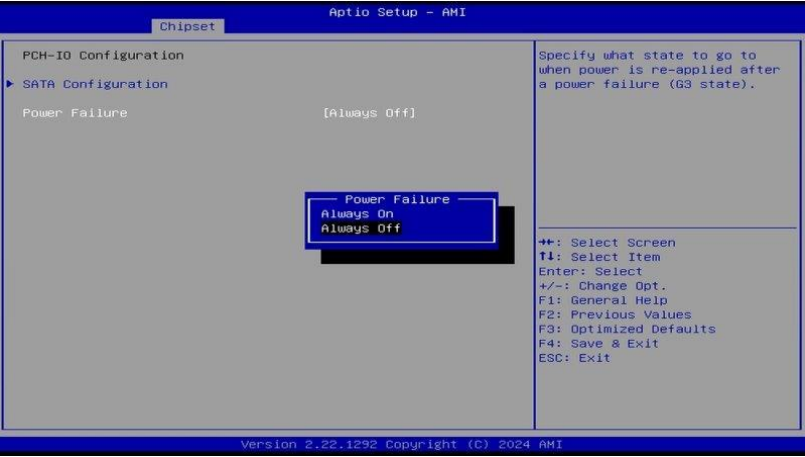 Aptio Setup – AMI
Chipset
PCH-IO Configuration
SATA Configuration
Power Failure [Always Off]
Power Failure
Always On
Always Off
Specify what state to go to
when power is re-applied after
a power failure (G3 state).
→←: Select Screen
↑↓: Select Item
Enter: Select
+/-: Change Opt.
F1: General Help
F2: Previous Values
F3: Optimized Defaults
F4: Save & Exit
ESC: Exit
Version 2.22.1292 Copyright (C) 2024 AMI